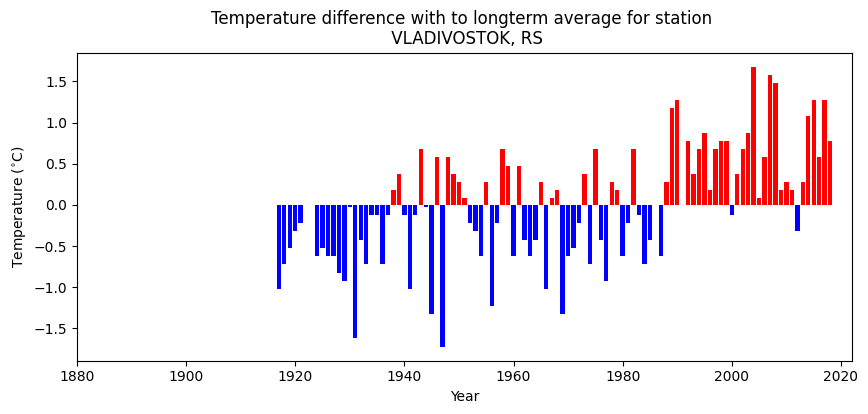 Temperature difference with to longterm average for station
VLADIVOSTOK, RS
Temperature (°C)
1.5
1.0
0.5
0.0
−0.5
−1.0
−1.5
1880 1900 1920 1940 1960 1980 2000 2020
Year